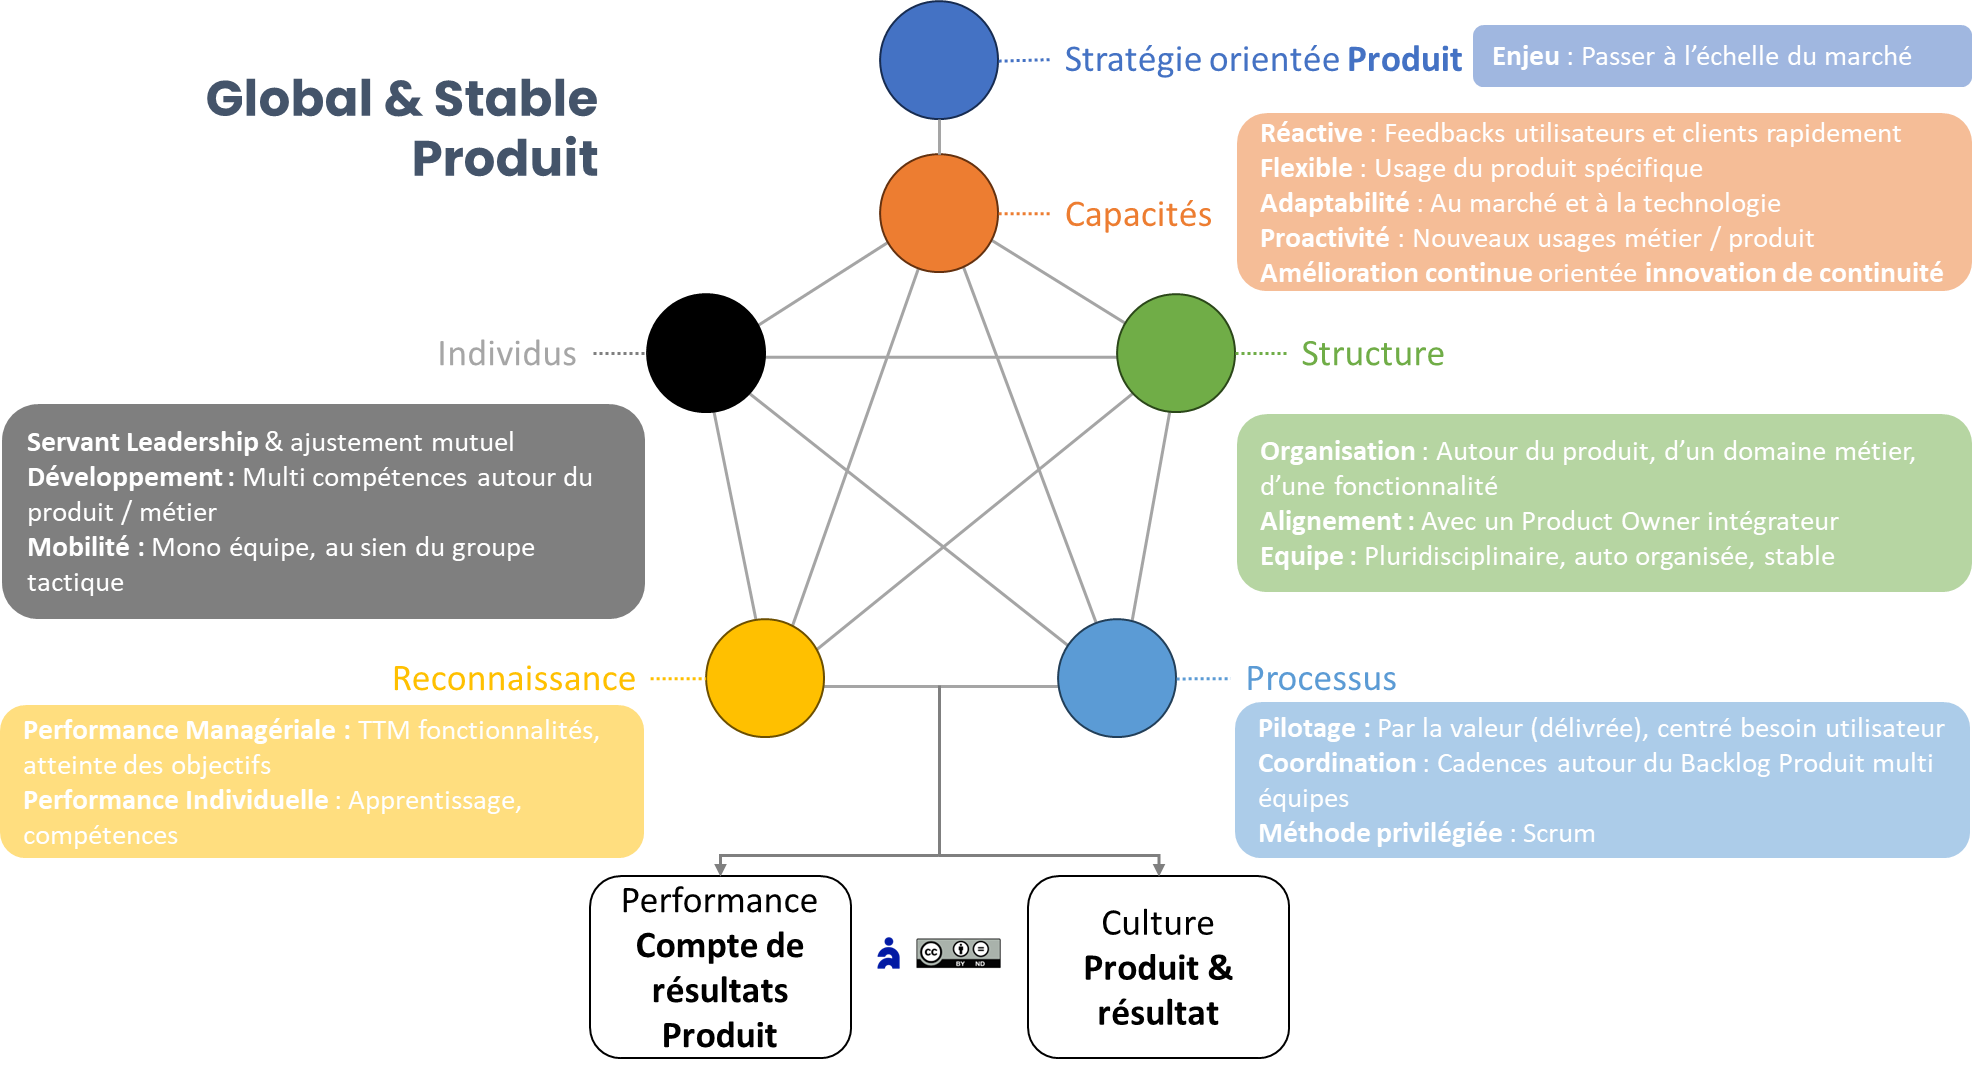 Global & Stable
Produit
Stratégie orientée Produit
Enjeu : Passer à l’échelle du marché
Capacités
Réactive : Feedbacks utilisateurs et clients rapidement
Flexible : Usage du produit spécifique
Adaptabilité : Au marché et à la technologie
Proactivité : Nouveaux usages métier / produit
Amélioration continue orientée innovation de continuité
Individus
Servant Leadership & ajustement mutuel
Développement : Multi compétences autour du
produit / métier
Mobilité : Mono équipe, au sien du groupe
tactique
Structure
Organisation : Autour du produit, d’un domaine métier,
d’une fonctionnalité
Alignement : Avec un Product Owner intégrateur
Equipe : Pluridisciplinaire, auto organisée, stable
Reconnaissance
Performance Managériale : TTM fonctionnalités,
atteinte des objectifs
Performance Individuelle : Apprentissage,
compétences
Processus
Pilotage : Par la valeur (délivrée), centré besoin utilisateur
Coordination : Cadences autour du Backlog Produit multi
équipes
Méthode privilégiée : Scrum
Performance
Compte de
résultats
Produit
cc
BY ND
Culture
Produit &
résultat